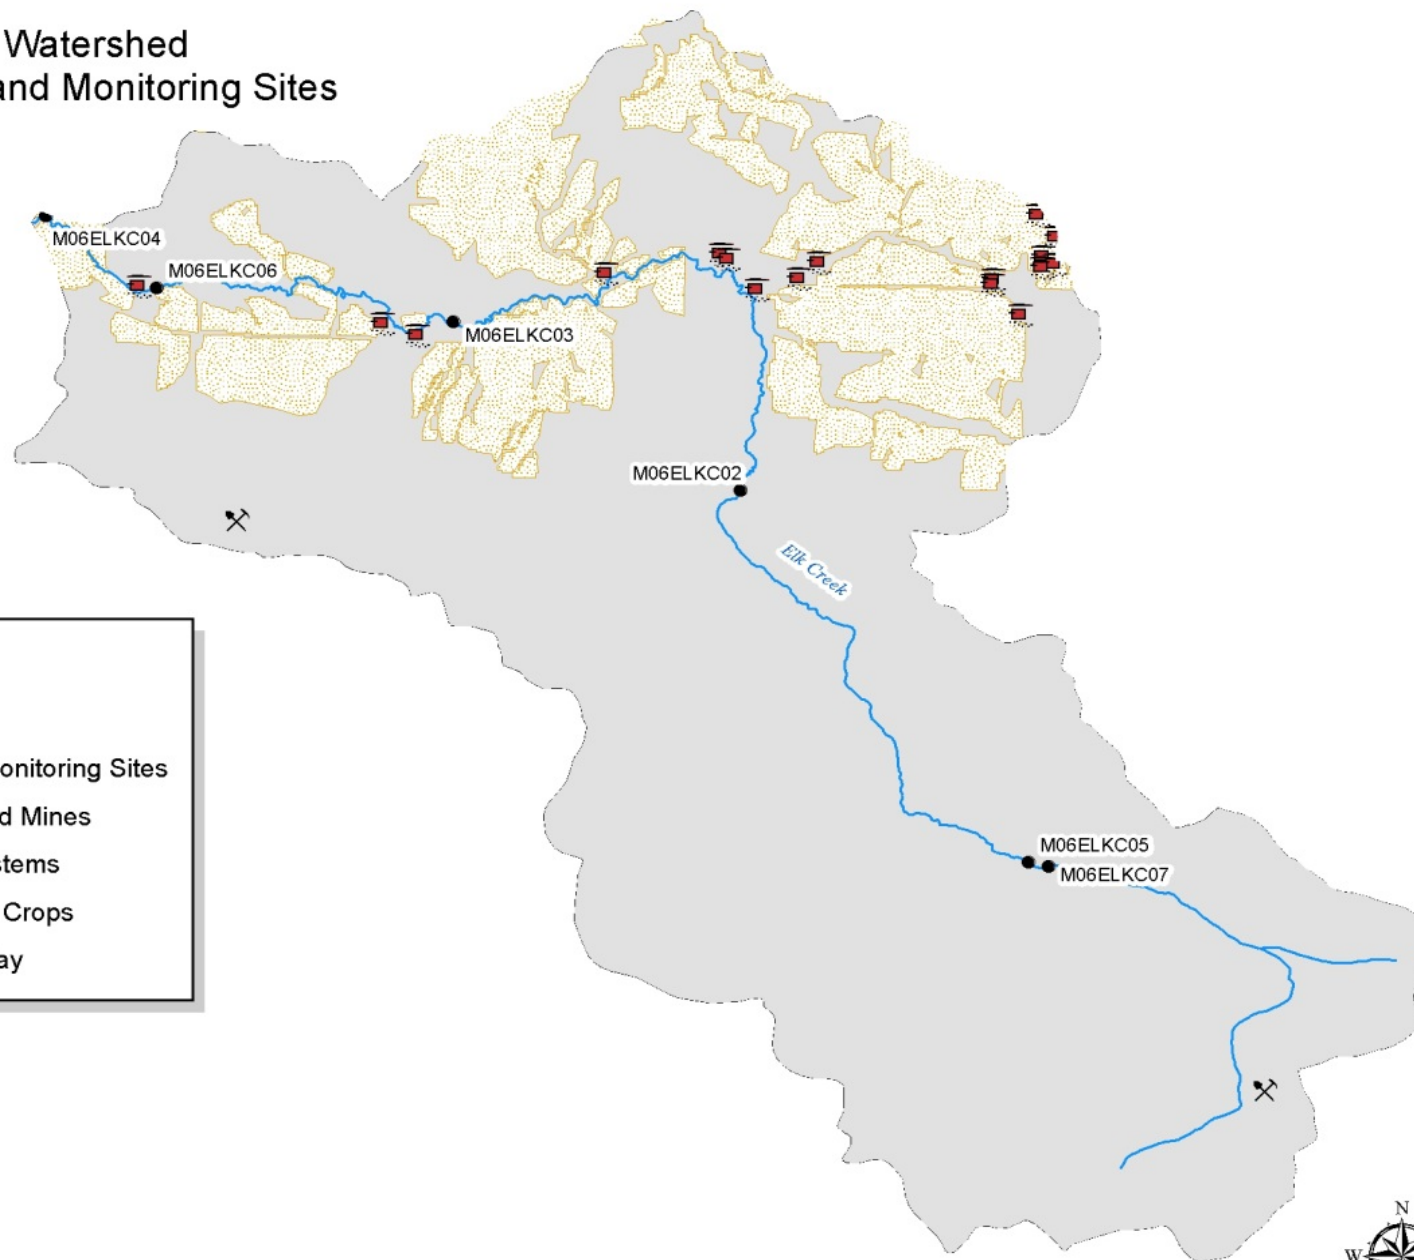 Watershed
and Monitoring Sites
M06ELKC04
M06ELKC06
M06ELKC03
M06ELKC02
Elk Creek
onitoring Sites
d Mines
stems
Crops
ay
M06ELKC05
M06ELKC07
N
W